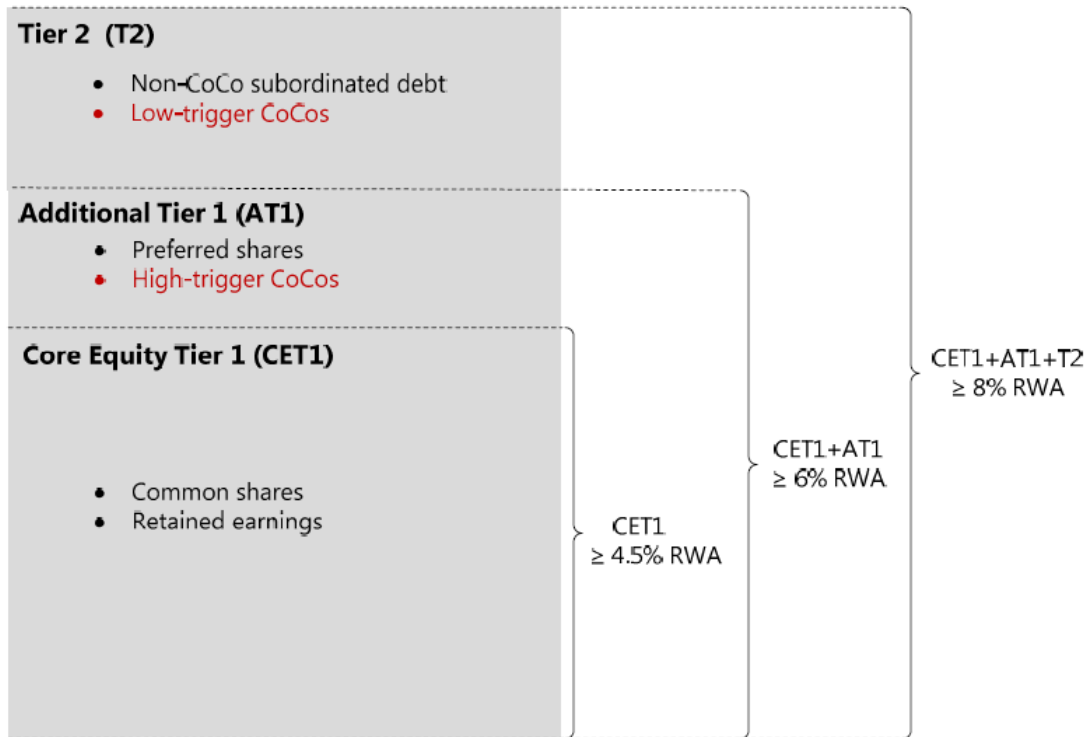 Tier 2 (T2)
• Non-CoCo subordinated debt
• Low-trigger CoCos
Additional Tier 1 (AT1)
• Preferred shares
• High-trigger CoCos
Core Equity Tier 1 (CET1)
• Common shares
• Retained earnings
CET1
≥ 4.5% RWA
CET1+AT1
≥ 6% RWA
CET1+AT1+T2
≥ 8% RWA